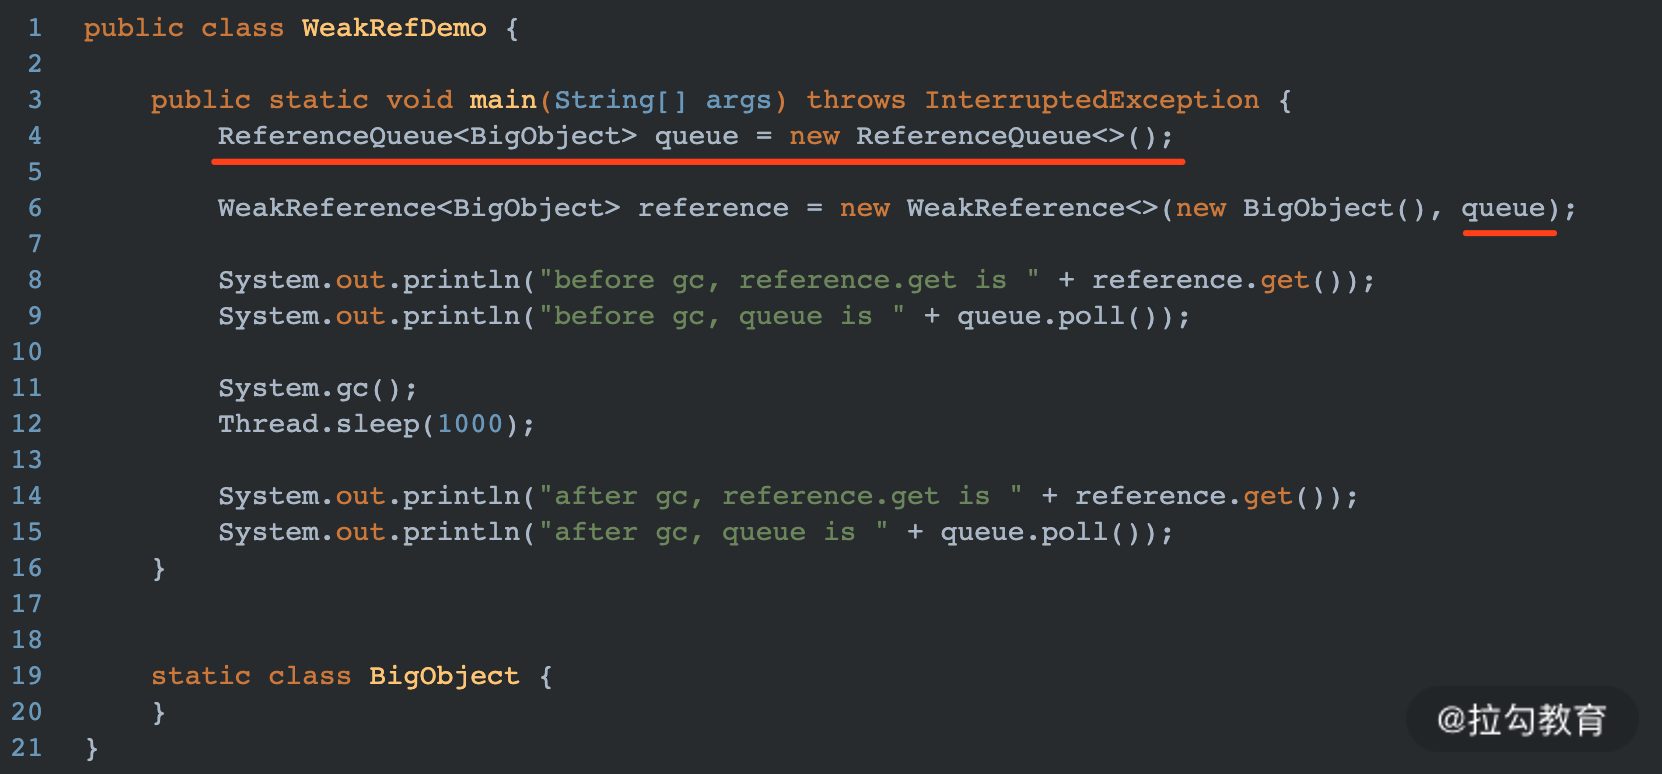 1 public class WeakRefDemo {
2
3 public static void main(String[] args) throws InterruptedException {
4 ReferenceQueue<BigObject> queue = new ReferenceQueue<>();
5
6 WeakReference<BigObject> reference = new WeakReference<>(new BigObject(), queue);
7
8 System.out.println("before gc, reference.get is " + reference.get());
9 System.out.println("before gc, queue is " + queue.poll());
10
11 System.gc();
12 Thread.sleep(1000);
13
14 System.out.println("after gc, reference.get is " + reference.get());
15 System.out.println("after gc, queue is " + queue.poll());
16 }
17
18
19 static class BigObject {
20 }
21 }
@拉勾教育